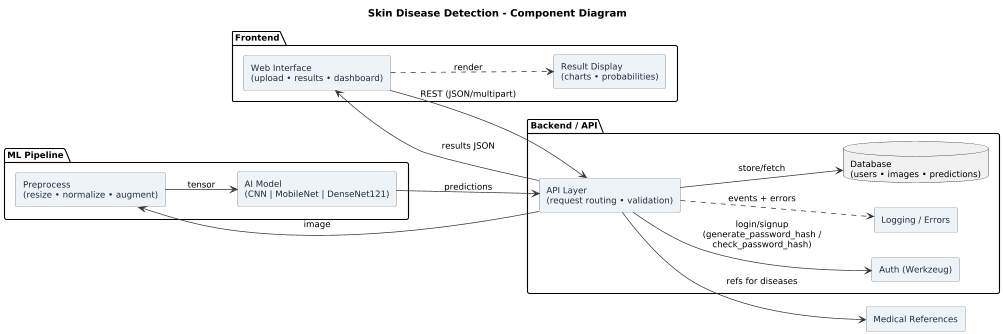 Skin Disease Detection - Component Diagram
Frontend
Web Interface
(upload • results • dashboard)
render
Result Display
(charts • probabilities)
REST (JSON/multipart)
results JSON
Backend / API
ML Pipeline
Preprocess
(resize • normalize • augment)
tensor
AI Model
(CNN | MobileNet | DenseNet121)
predictions
image
API Layer
(request routing • validation)
store/fetch
Database
(users • images • predictions)
events + errors
Logging / Errors
login/signup
(generate_password_hash /
check_password_hash)
Auth (Werkzeug)
refs for diseases
Medical References